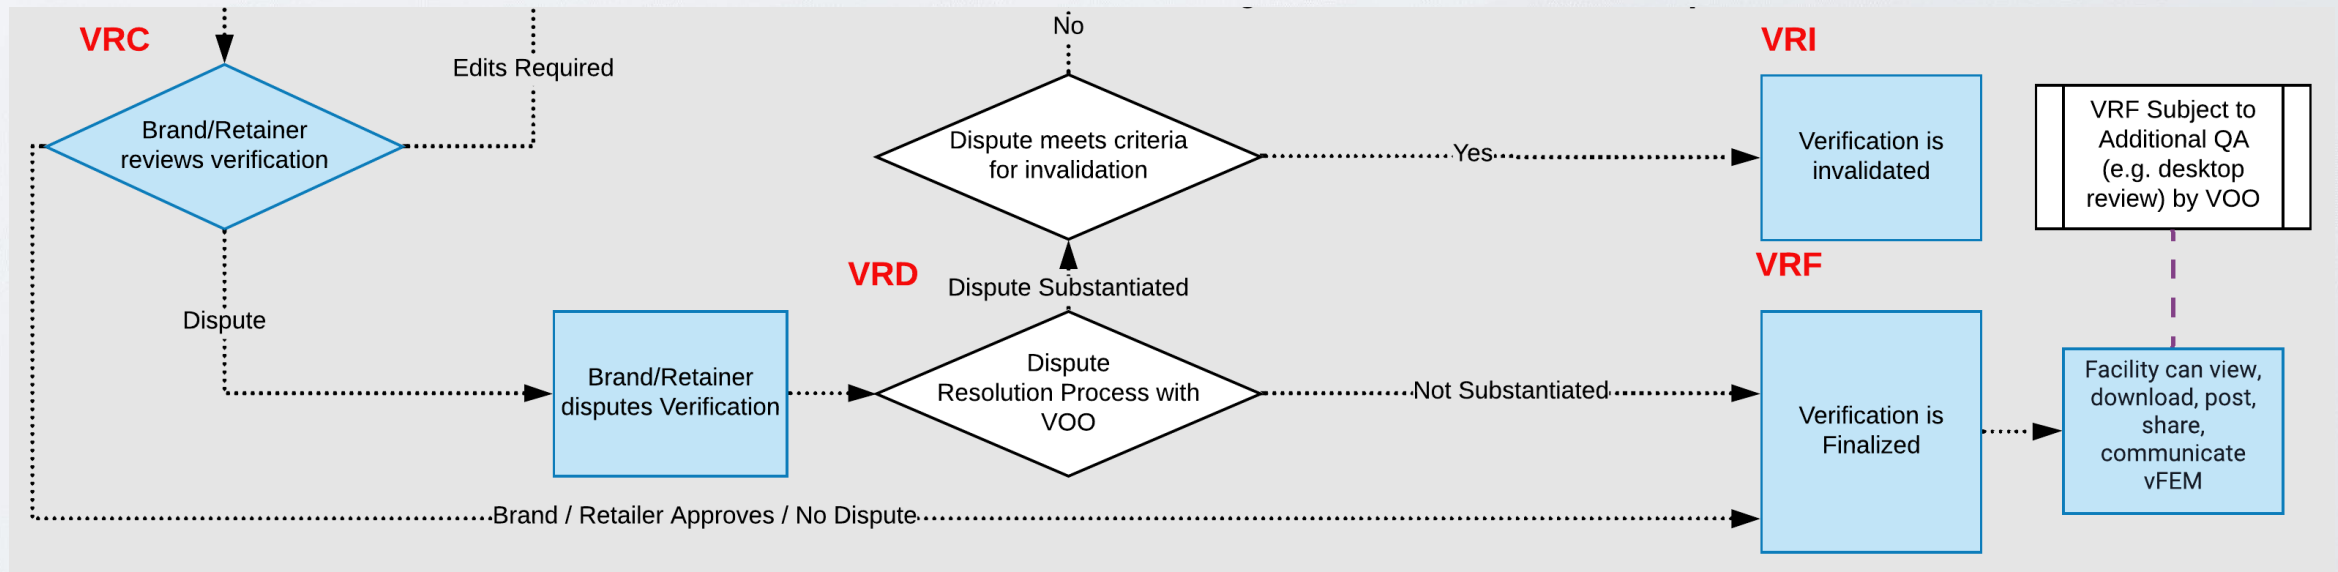 VRC
Edits Required
Brand/Retainer
reviews verification
No
Dispute meets criteria
for invalidation
Yes
VRI
Verification is
invalidated
VRF Subject to
Additional QA
(e.g. desktop
review) by VOO
Dispute
Brand/Retainer
disputes Verification
VRD
Dispute Substantiated
Dispute
Resolution Process with
VOO
Not Substantiated
VRF
Verification is
Finalized
Facility can view,
download, post,
share,
communicate
vFEM
Brand / Retailer Approves / No Dispute